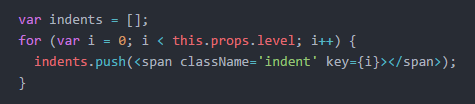 var indents = [];
for (var i = 0; i < this.props.level; i++) {
  indents.push(<span className='indent' key={i}></span>);
}